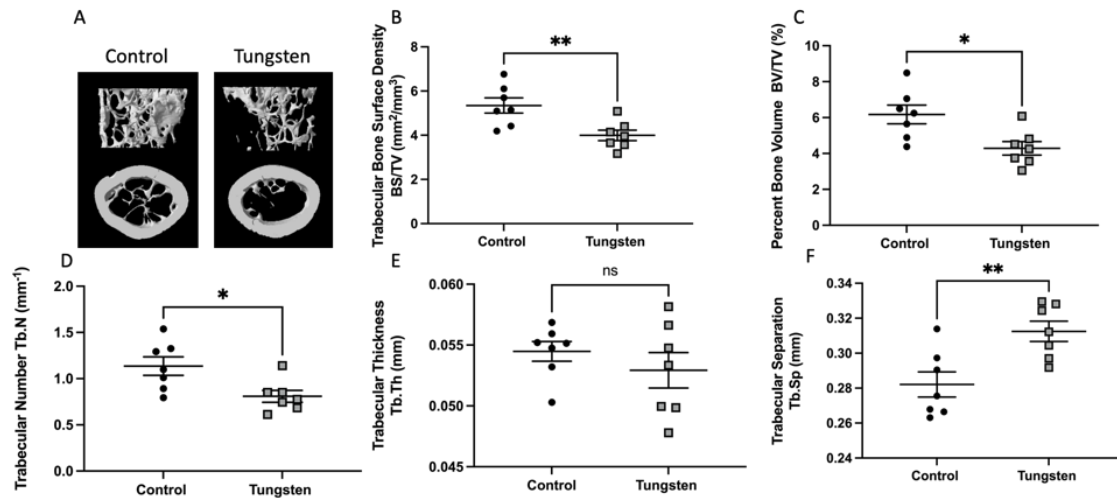 A
Control
Tungsten
B
Trabecular Bone Surface Density
BS/TV (mm²/mm³)
8
6
4
2
0
**
Control
Tungsten
C
Percent Bone Volume BV/TV (%)
10
8
6
4
2
0
*
Control
Tungsten
D
Trabecular Number Tb.N (mm⁻¹)
2.0
1.5
1.0
0.5
0.0
*
Control
Tungsten
E
Trabecular Thickness
Tb.Th (mm)
0.060
0.055
0.050
0.045
ns
Control
Tungsten
F
Trabecular Separation
Tb.Sp (mm)
0.34
0.32
0.30
0.28
0.26
0.24
**
Control
Tungsten